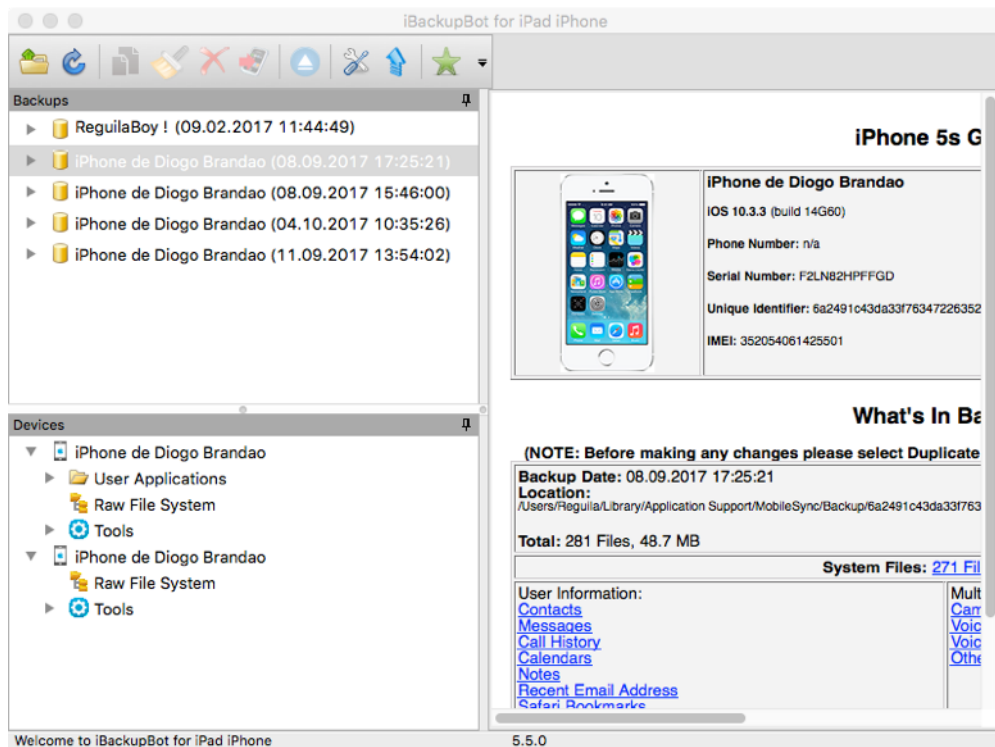 iBackupBot for iPad iPhone
Backups
ReguilaBoy ! (09.02.2017 11:44:49)
iPhone de Diogo Brandao (08.09.2017 17:25:21)
iPhone de Diogo Brandao (08.09.2017 15:46:00)
iPhone de Diogo Brandao (04.10.2017 10:35:26)
iPhone de Diogo Brandao (11.09.2017 13:54:02)
Devices
iPhone de Diogo Brandao
User Applications
Raw File System
Tools
iPhone de Diogo Brandao
Raw File System
Tools
iPhone 5s G
iPhone de Diogo Brandao
iOS 10.3.3 (build 14G60)
Phone Number: n/a
Serial Number: F2LN82HPFFGD
Unique Identifier: 6a2491c43da33f76347226352
IMEI: 352054061425501
What's In Ba
(NOTE: Before making any changes please select Duplicate
Backup Date: 08.09.2017 17:25:21
Location:
/Users/Reguila/Library/Application Support/MobileSync/Backup/6a2491c43da33f763
Total: 281 Files, 48.7 MB
System Files: 271 Fil
User Information:
Contacts
Messages
Call History
Calendars
Notes
Recent Email Address
Safari Bookmarks
Mult
Cam
Voic
Voic
Othe
Welcome to iBackupBot for iPad iPhone
5.5.0